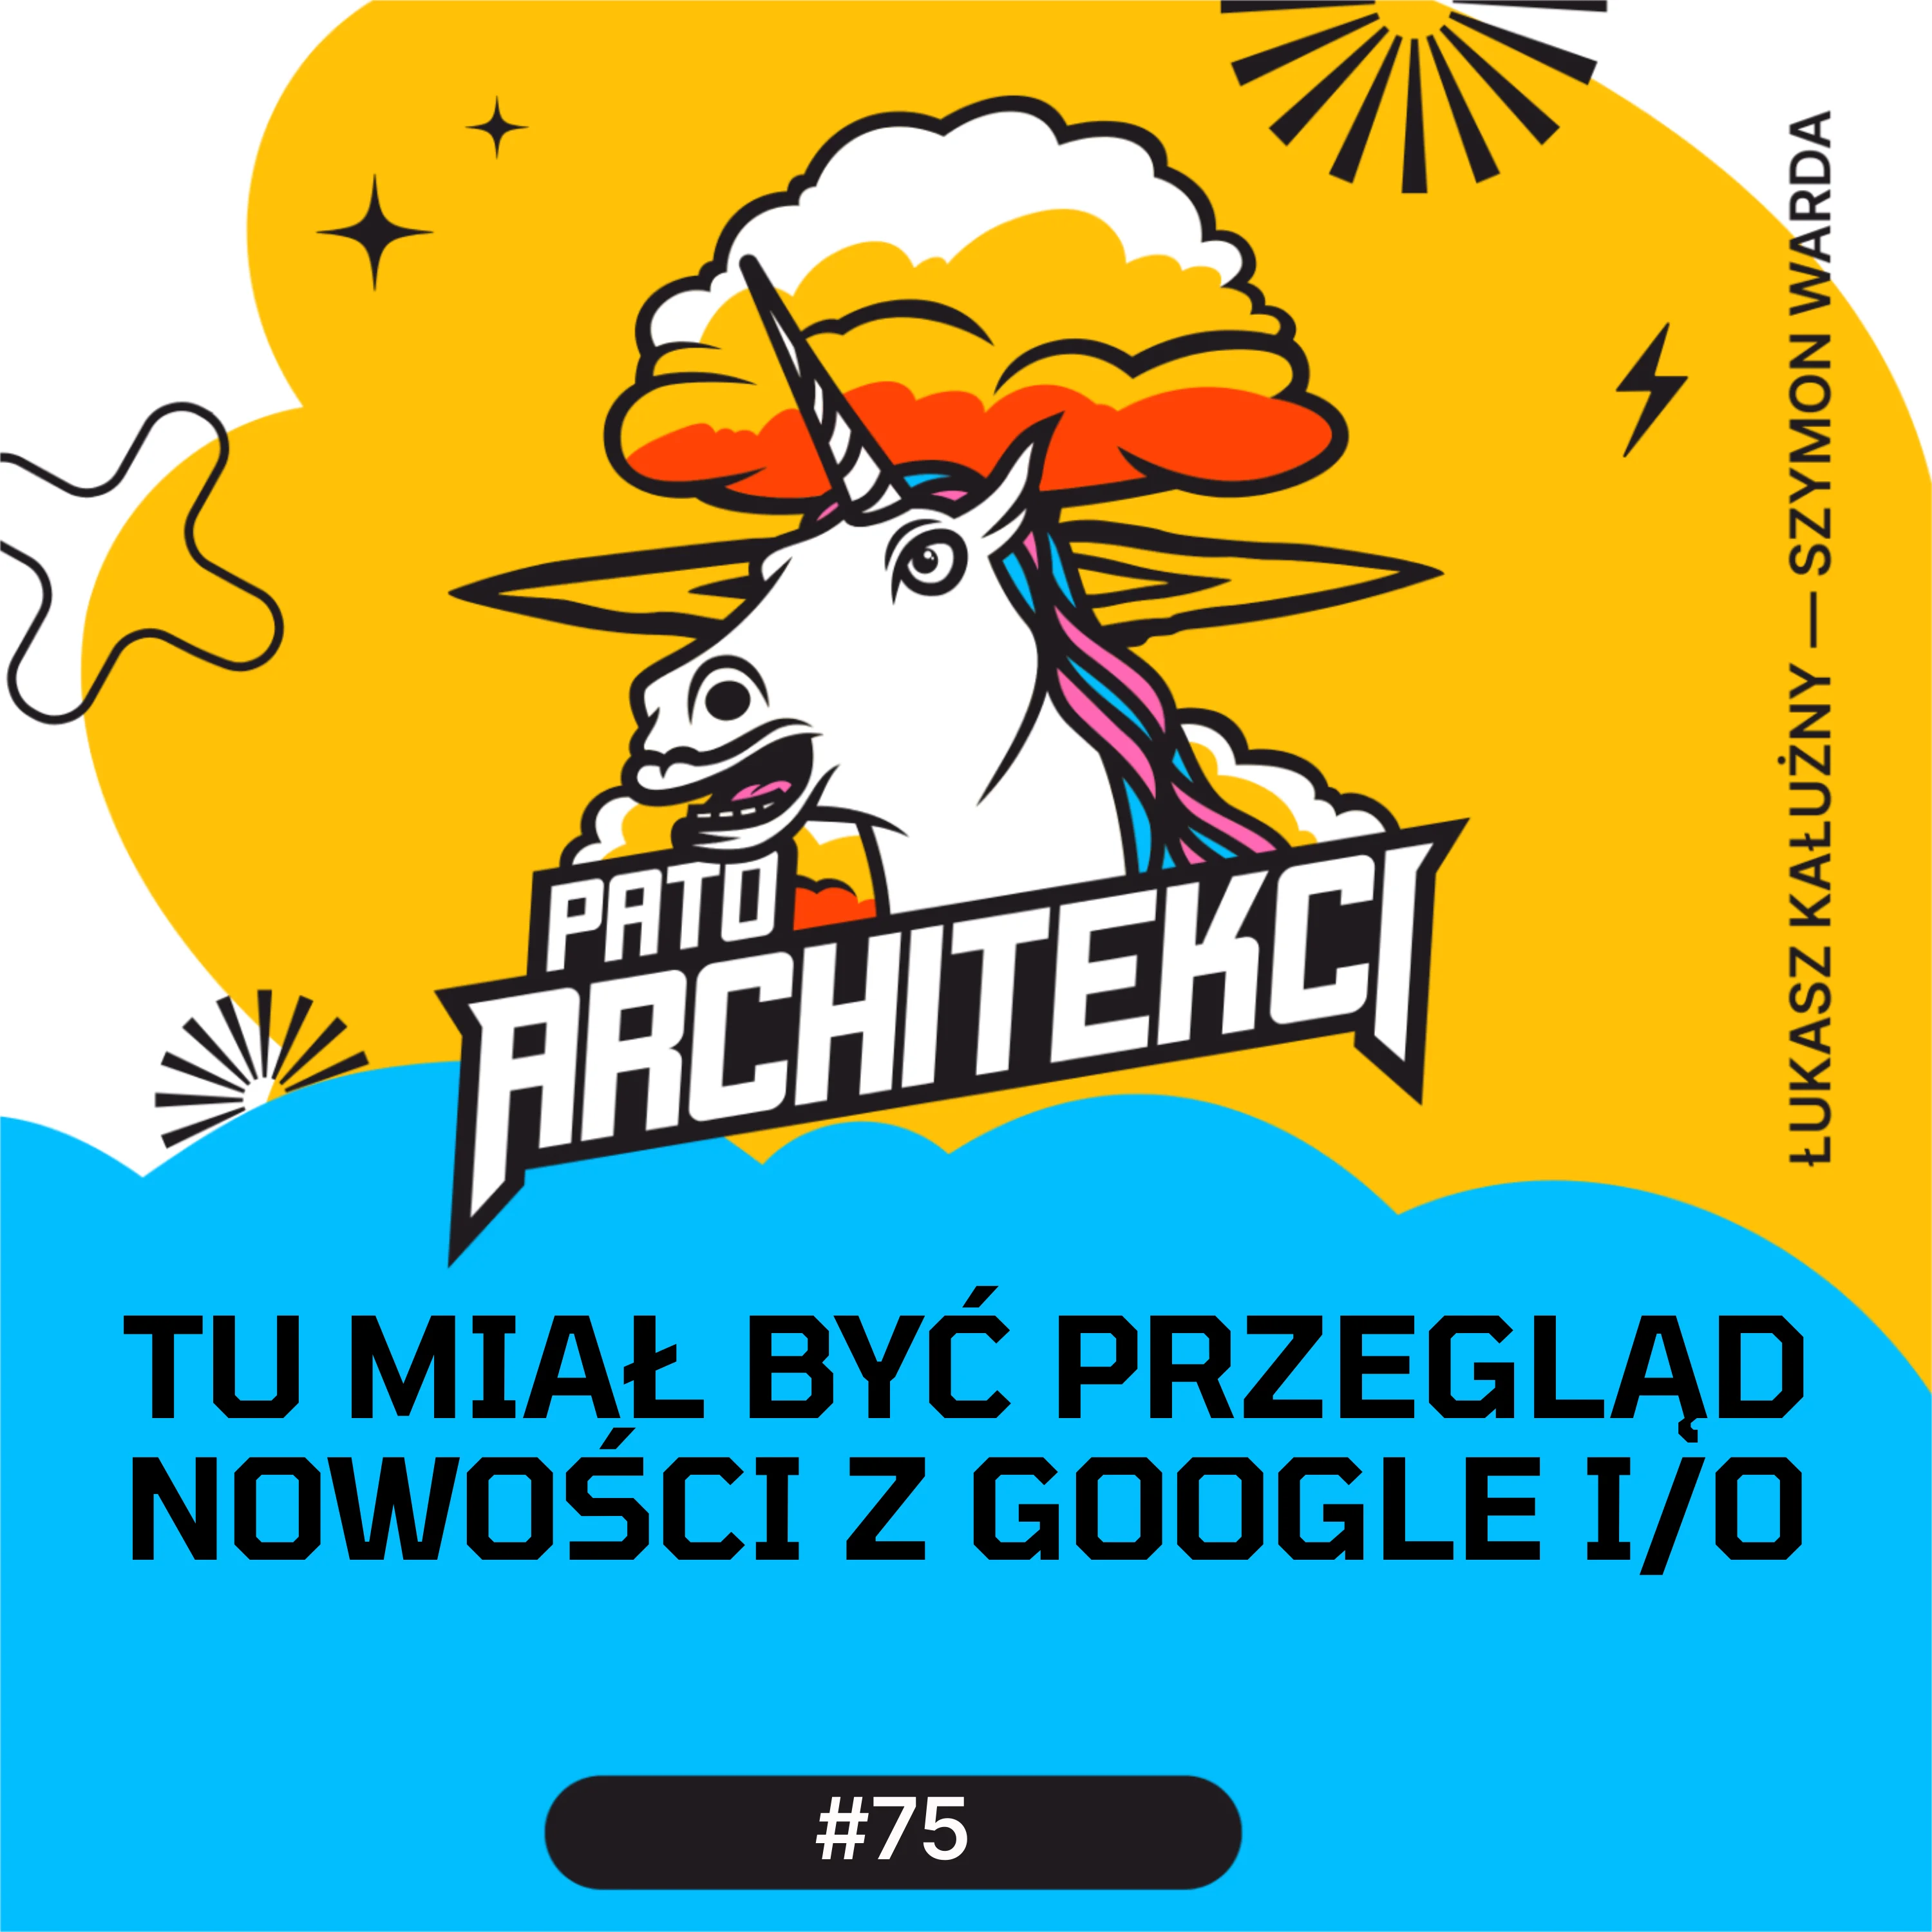 PATO
ARCHITEKCI
ŁUKASZ KAŁUŻNY — SZYMON WARDA
TU MIAŁ BYĆ PRZEGLĄD
NOWOŚCI Z GOOGLE I/O
#75